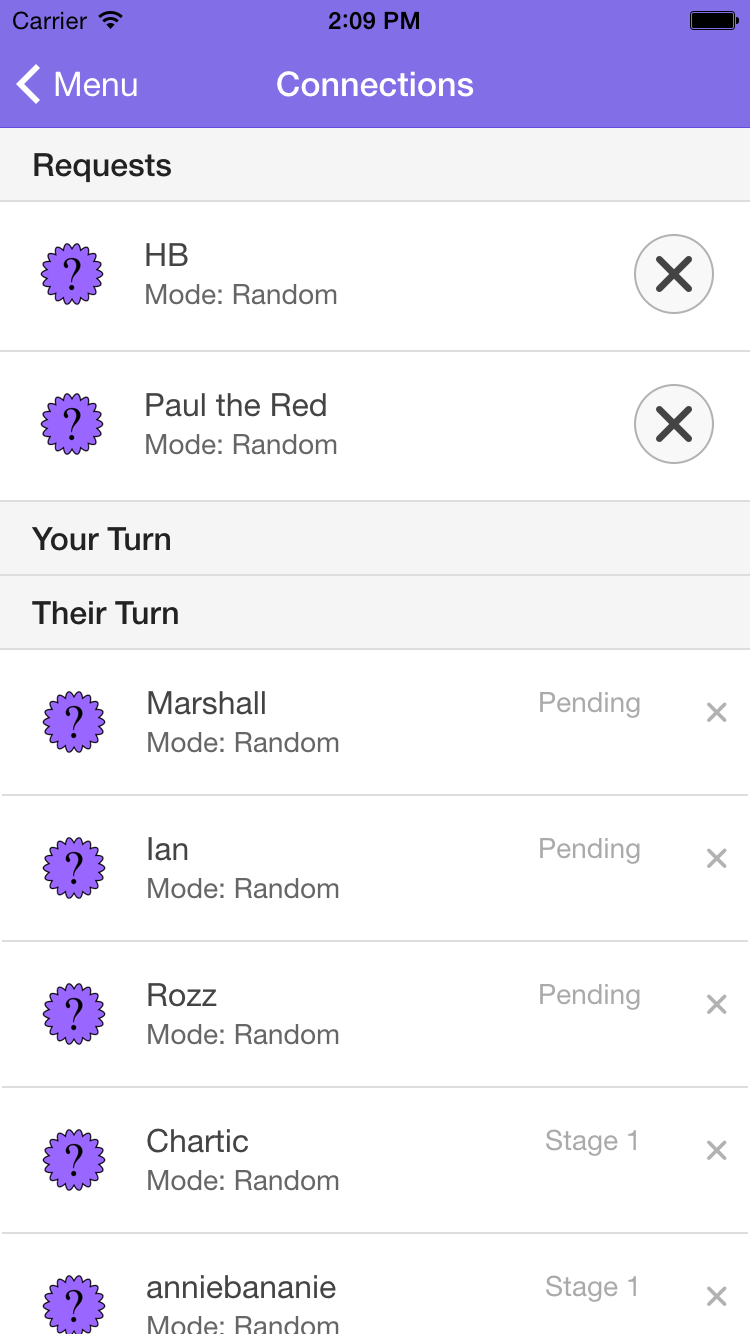 Carrier 2:09 PM
Menu Connections
Requests
?
HB
Mode: Random
?
Paul the Red
Mode: Random
Your Turn
Their Turn
?
Marshall Pending
Mode: Random
?
Ian Pending
Mode: Random
?
Rozz Pending
Mode: Random
?
Chartic Stage 1
Mode: Random
?
anniebananie Stage 1
Mode: Random